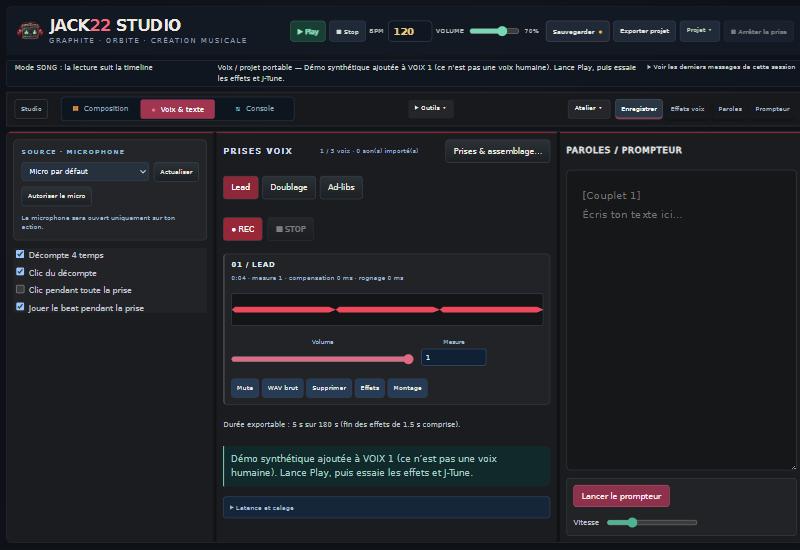 JACK22 STUDIO
GRAPHITE · ORBITE · CRÉATION MUSICALE
▶ Play
■ Stop
BPM
120
VOLUME
70%
Sauvegarder
Exporter projet
Projet
Arrêter la prise
Mode SONG : la lecture suit la timeline
Voix / projet portable — Démo synthétique ajoutée à VOIX 1 (ce n'est pas une voix humaine). Lance Play, puis essaie
les effets et J-Tune.
▶ Voir les derniers messages de cette session
Studio
Composition
Voix & texte
Console
▶ Outils
Atelier
Enregistrer
Effets voix
Paroles
Prompteur
SOURCE · MICROPHONE
Micro par défaut
Actualiser
Autoriser le micro
Le microphone sera ouvert uniquement sur ton
action.
Décompte 4 temps
Clic du décompte
Clic pendant toute la prise
Jouer le beat pendant la prise
PRISES VOIX
1 / 3 voix · 0 son(s) importé(s)
Prises & assemblage...
Lead
Doublage
Ad-libs
● REC
■ STOP
01 / LEAD
0:04 · mesure 1 · compensation 0 ms · rognage 0 ms
Volume
Mesure
1
Mute
WAV brut
Supprimer
Effets
Montage
Durée exportable : 5 s sur 180 s (fin des effets de 1.5 s comprise).
Démo synthétique ajoutée à VOIX 1 (ce n'est pas une voix
humaine). Lance Play, puis essaie les effets et J-Tune.
▶ Latence et calage
PAROLES / PROMPTEUR
[Couplet 1]
Écris ton texte ici...
Lancer le prompteur
Vitesse